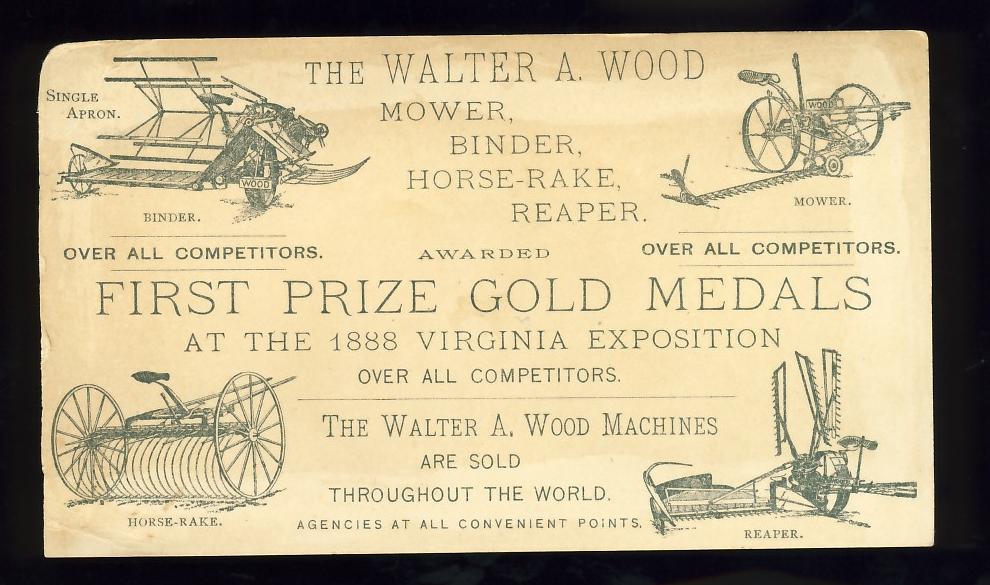 THE WALTER A. WOOD
MOWER,
BINDER,
HORSE-RAKE,
REAPER.
SINGLE
APRON.
WOOD
BINDER.
WOOD
MOWER.
OVER ALL COMPETITORS.
AWARDED
OVER ALL COMPETITORS.
FIRST PRIZE GOLD MEDALS
AT THE 1888 VIRGINIA EXPOSITION
OVER ALL COMPETITORS.
THE WALTER A. WOOD MACHINES
ARE SOLD
THROUGHOUT THE WORLD.
AGENCIES AT ALL CONVENIENT POINTS.
HORSE-RAKE.
REAPER.